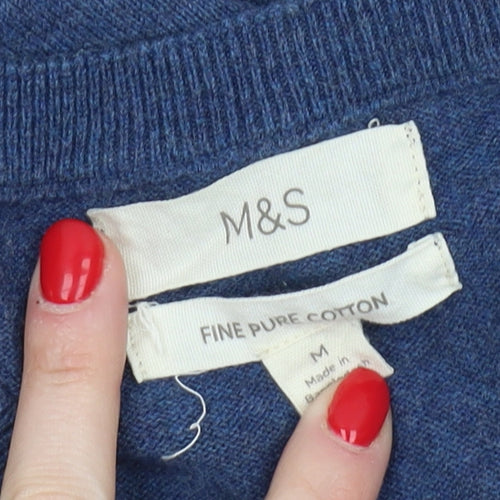 M&S
FINE PURE COTTON
M
Made in